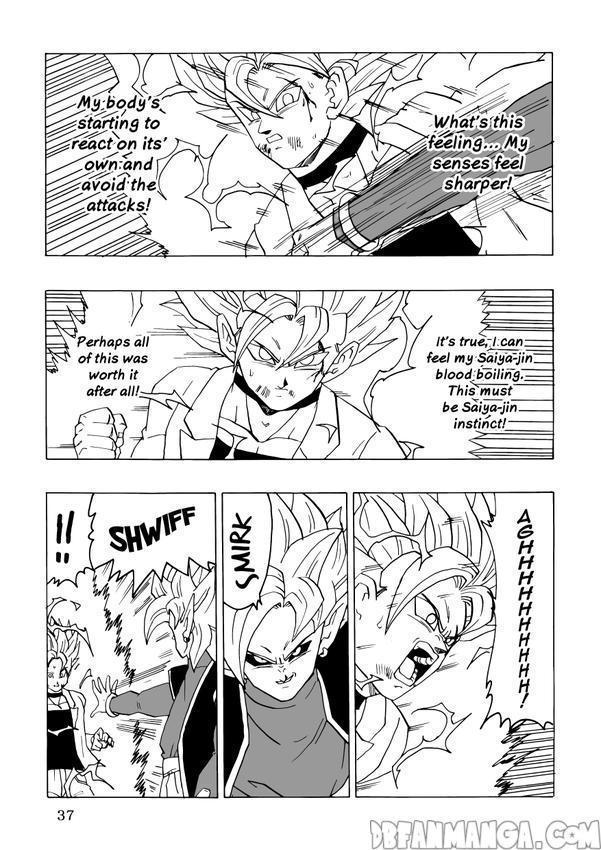 What's this
feeling... My
senses feel
sharper!
My body's
starting to
react on its'
own and
avoid the
attacks!
It's true, I can
feel my Saiya-jin
blood boiling.
This must
be Saiya-jin
instinct!
Perhaps all
of this was
worth it
after all!
AGHHHHHHHHHH!
SMIRK
SHWIFF
!!
37
DBFANMANGA.COM